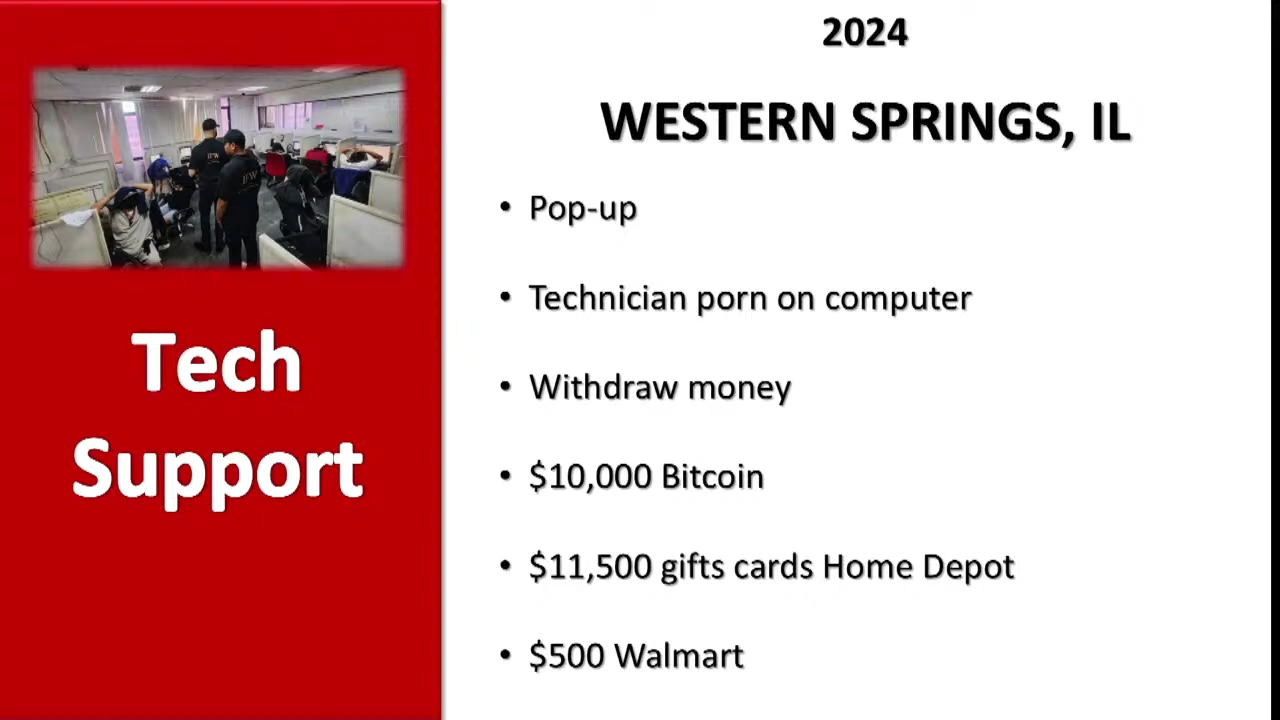 2024
WESTERN SPRINGS, IL
Tech
Support
• Pop-up
• Technician porn on computer
• Withdraw money
• $10,000 Bitcoin
• $11,500 gifts cards Home Depot
• $500 Walmart